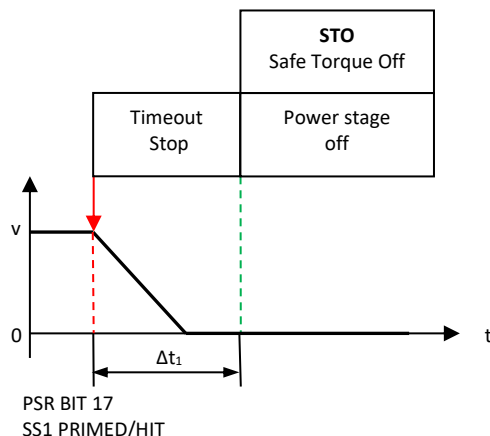 STO
Safe Torque Off
Timeout
Stop
Power stage
off
v
0
t
Δt₁
PSR BIT 17
SS1 PRIMED/HIT